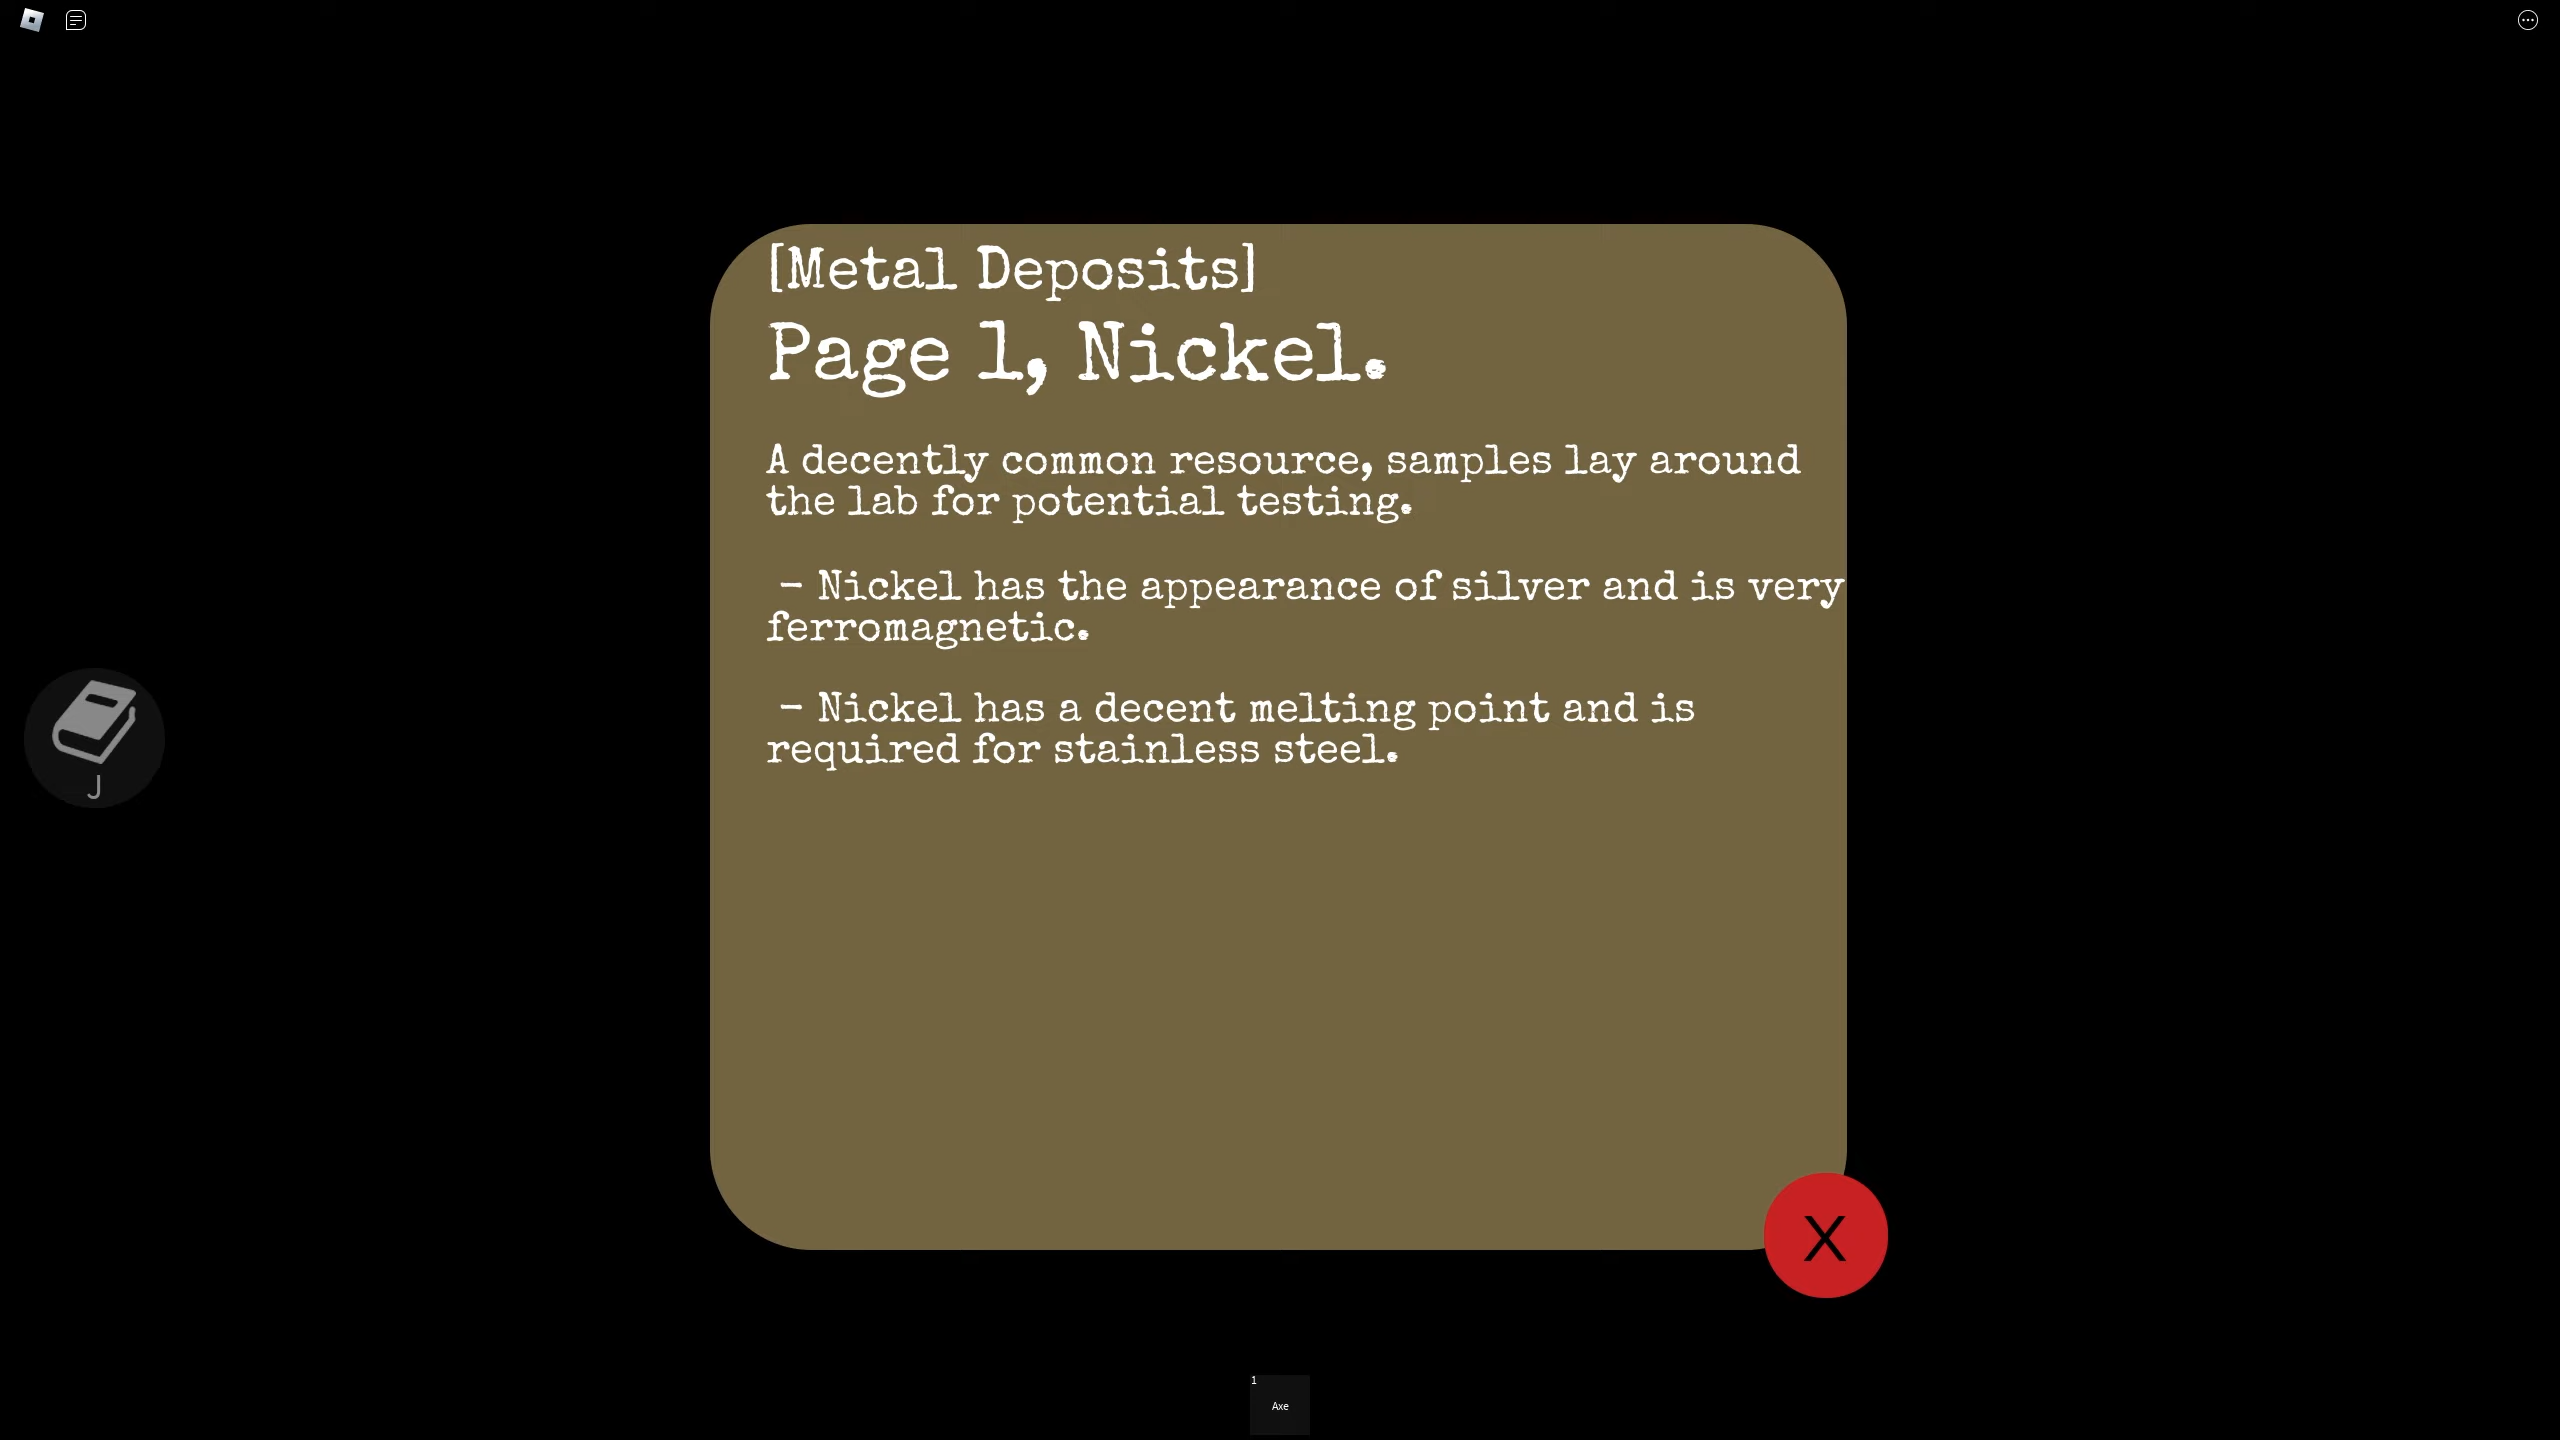 [Metal Deposits]
Page 1, Nickel.
A decently common resource, samples lay around
the lab for potential testing.
- Nickel has the appearance of silver and is very
ferromagnetic.
- Nickel has a decent melting point and is
required for stainless steel.
J
X
1
Axe